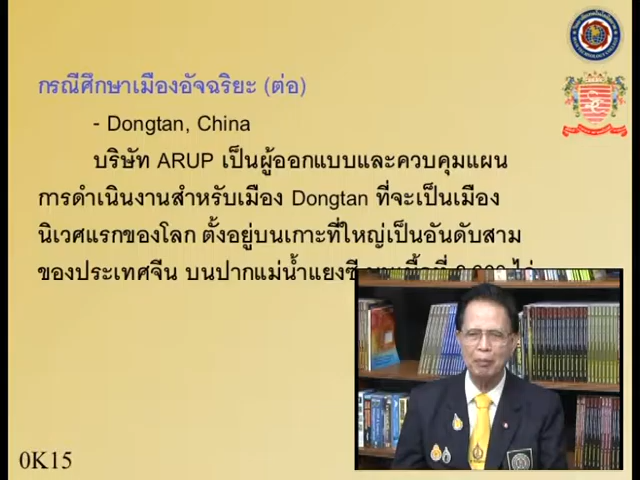 กรณีศึกษาเมืองอัจฉริยะ (ต่อ)
- Dongtan, China
บริษัท ARUP เป็นผู้ออกแบบและควบคุมแผน
การดำเนินงานสำหรับเมือง Dongtan ที่จะเป็นเมือง
นิเวศแรกของโลก ตั้งอยู่บนเกาะที่ใหญ่เป็นอันดับสาม
ของประเทศจีน บนปากแม่น้ำแยงซี
0K15